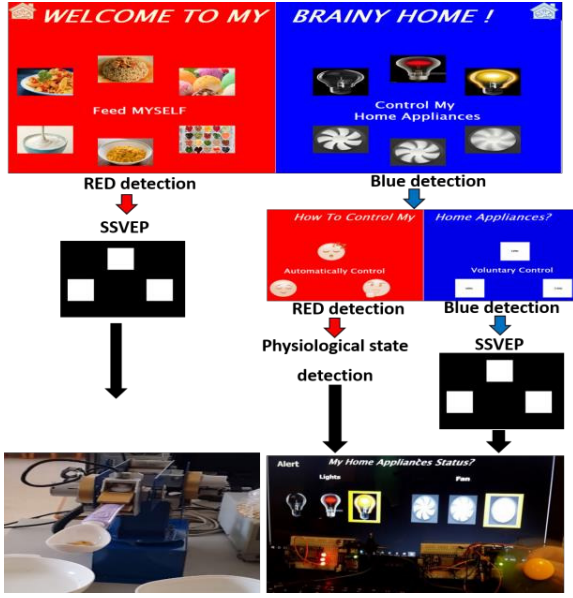 WELCOME TO MY BRAINY HOME !
Feed MYSELF
Control My
Home Appliances
RED detection
Blue detection
SSVEP
How To Control My Home Appliances?
Automatically Control
Voluntary Control
RED detection
Blue detection
Physiological state
detection
SSVEP
Alert
My Home Appliances Status?
Lights
Fan